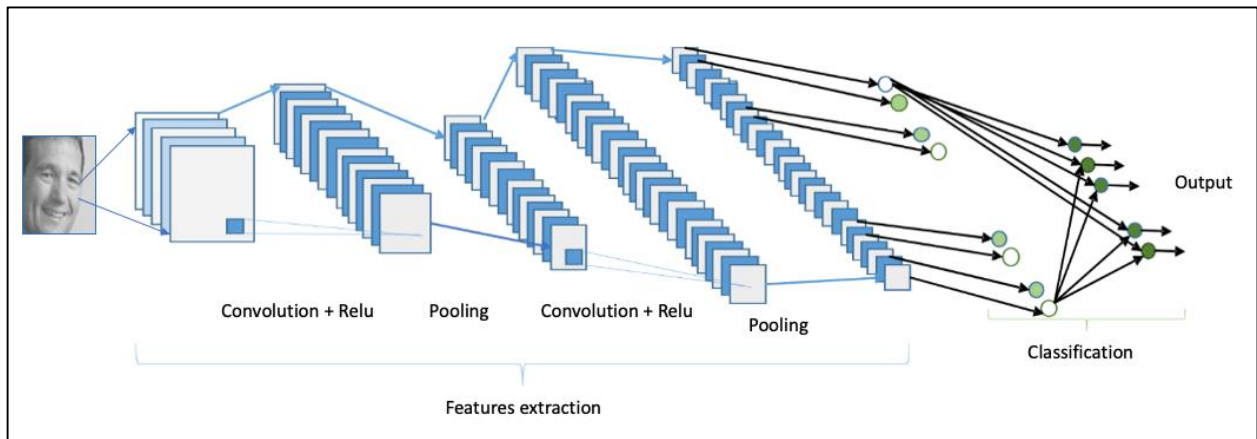 Output
Convolution + Relu
Pooling
Convolution + Relu
Pooling
Classification
Features extraction